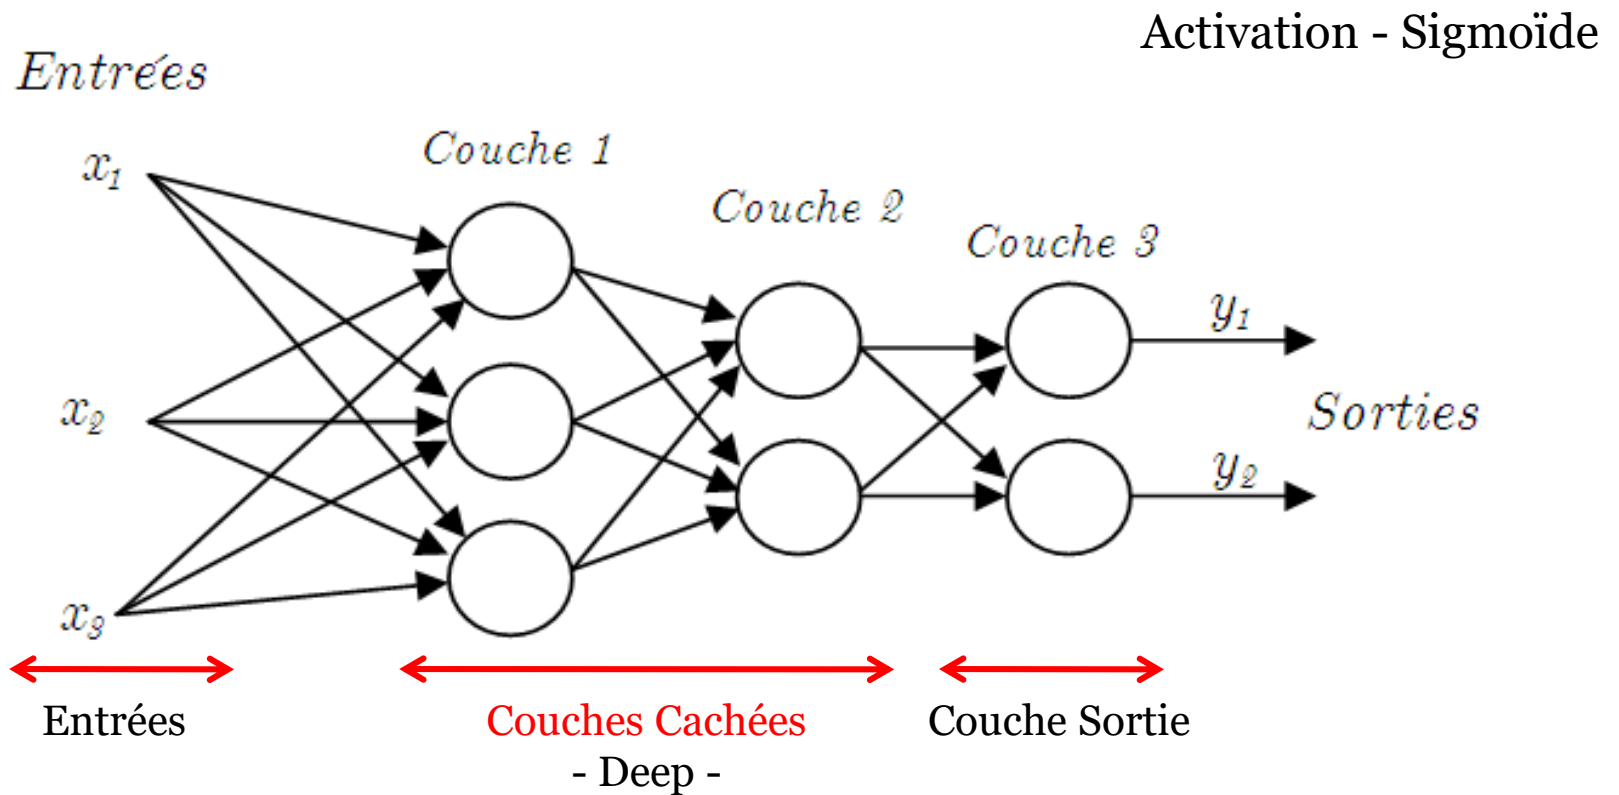 Activation - Sigmoïde
Entrées
Couche 1
x1
Couche 2
Couche 3
y1
x2
Sorties
y2
x3
Entrées
Couches Cachées
Couche Sortie
- Deep -